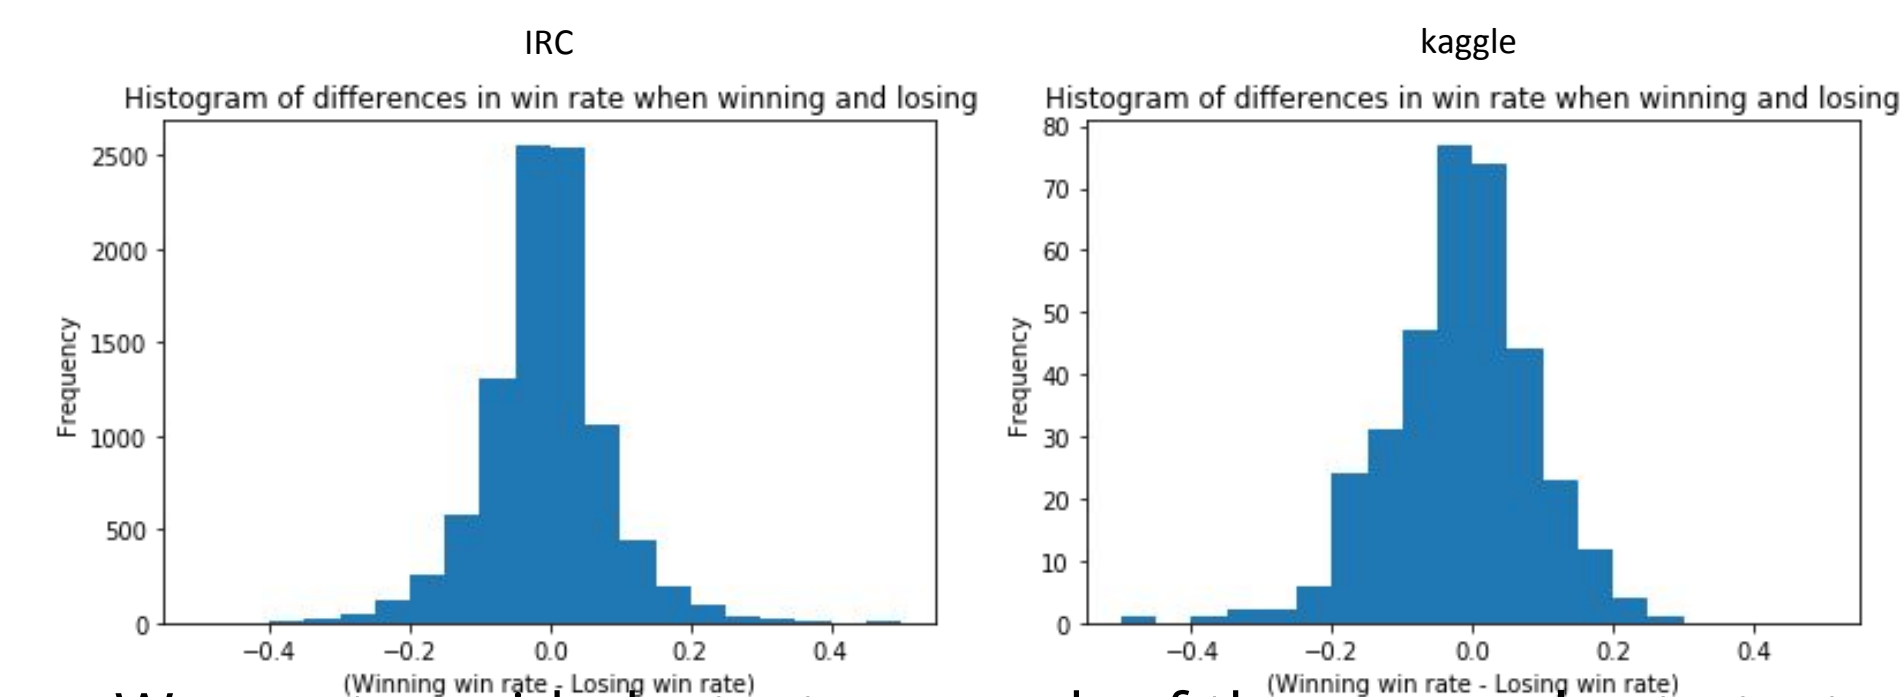 IRC
Histogram of differences in win rate when winning and losing
Frequency
2500
2000
1500
1000
500
0
−0.4 −0.2 0.0 0.2 0.4
(Winning win rate - Losing win rate)
kaggle
Histogram of differences in win rate when winning and losing
Frequency
80
70
60
50
40
30
20
10
0
−0.4 −0.2 0.0 0.2 0.4
(Winning win rate - Losing win rate)